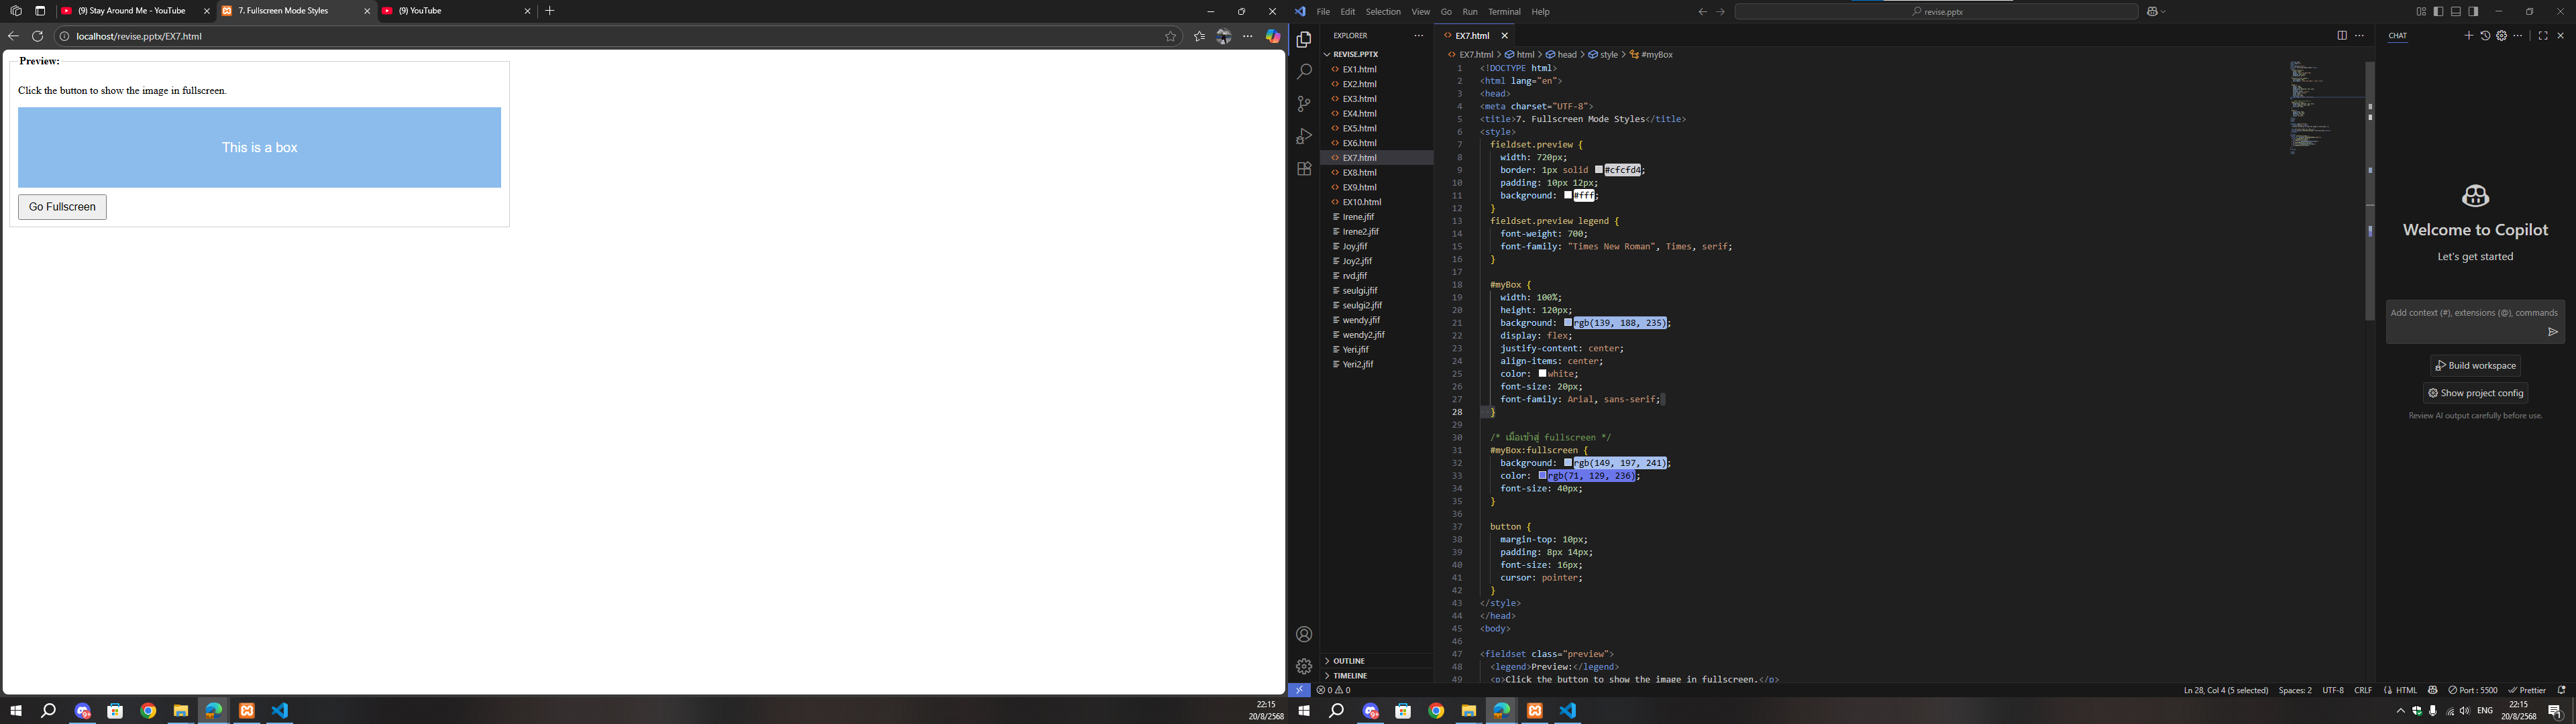 (9) Stay Around Me - YouTube
7. Fullscreen Mode Styles
(9) YouTube
localhost/revise.pptx/EX7.html
Preview:
Click the button to show the image in fullscreen.
This is a box
Go Fullscreen
File Edit Selection View Go Run Terminal Help
revise.pptx
EXPLORER
REVISE.PPTX
EX1.html
EX2.html
EX3.html
EX4.html
EX5.html
EX6.html
EX7.html
EX8.html
EX9.html
EX10.html
Irene.jfif
Irene2.jfif
Joy.jfif
Joy2.jfif
rvd.jfif
seulgi.jfif
seulgi2.jfif
wendy.jfif
wendy2.jfif
Yeri.jfif
Yeri2.jfif
OUTLINE
TIMELINE
EX7.html
EX7.html > html > head > style > #myBox
1 <!DOCTYPE html>
2 <html lang="en">
3 <head>
4 <meta charset="UTF-8">
5 <title>7. Fullscreen Mode Styles</title>
6 <style>
7 fieldset.preview {
8 width: 720px;
9 border: 1px solid #cfcfd4;
10 padding: 10px 12px;
11 background: #fff;
12 }
13 fieldset.preview legend {
14 font-weight: 700;
15 font-family: "Times New Roman", Times, serif;
16 }
17
18 #myBox {
19 width: 100%;
20 height: 120px;
21 background: rgb(139, 188, 235);
22 display: flex;
23 justify-content: center;
24 align-items: center;
25 color: white;
26 font-size: 20px;
27 font-family: Arial, sans-serif;
28 }
29
30 /* เมื่อเข้าสู่ fullscreen */
31 #myBox:fullscreen {
32 background: rgb(149, 197, 241);
33 color: rgb(71, 129, 236);
34 font-size: 40px;
35 }
36
37 button {
38 margin-top: 10px;
39 padding: 8px 14px;
40 font-size: 16px;
41 cursor: pointer;
42 }
43 </style>
44 </head>
45 <body>
46
47 <fieldset class="preview">
48 <legend>Preview:</legend>
49 <p>Click the button to show the image in fullscreen.</p>
CHAT
Welcome to Copilot
Let's get started
Add context (#), extensions (@), commands
Build workspace
Show project config
Review AI output carefully before use.
0 0
Ln 28, Col 4 (5 selected) Spaces: 2 UTF-8 CRLF HTML Port : 5500 Prettier
22:15
20/8/2568
ENG
22:15
20/8/2568